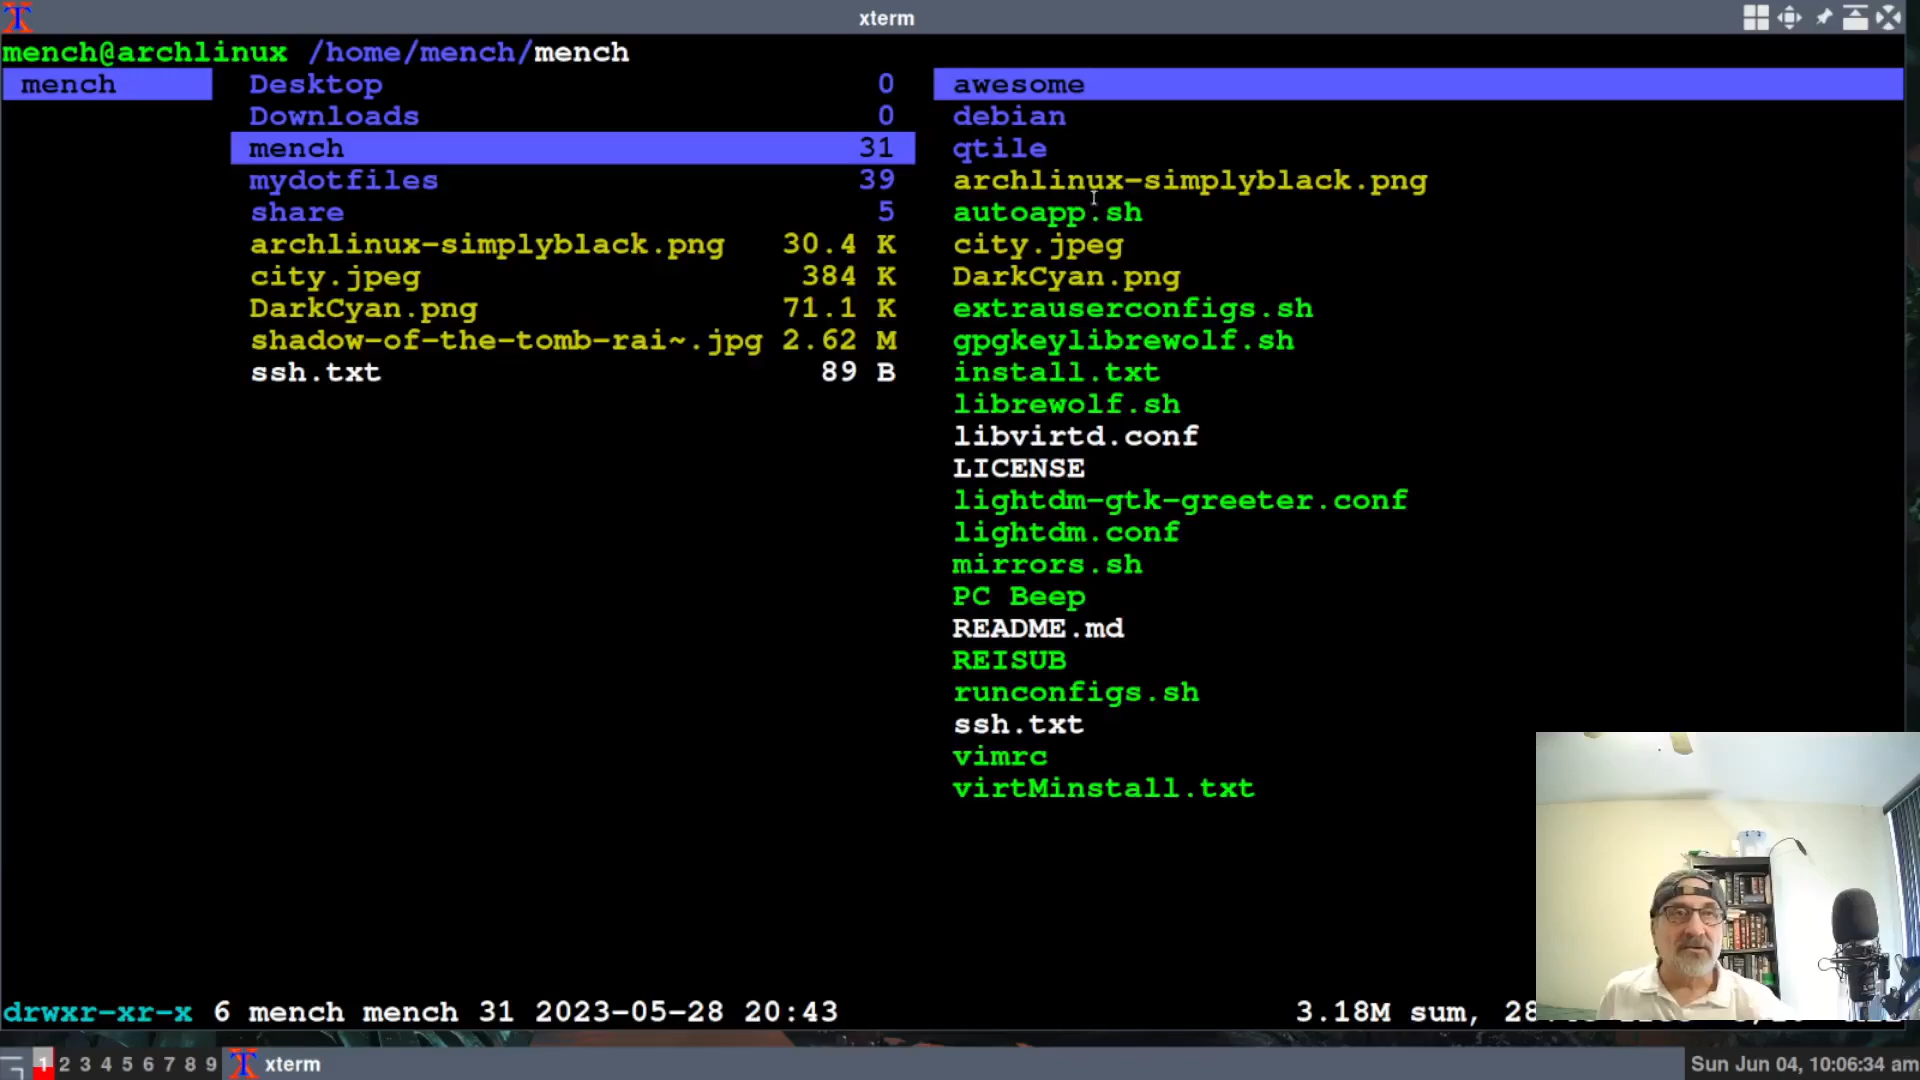 xterm
mench@archlinux /home/mench/mench
mench
Desktop 0
Downloads 0
mench 31
mydotfiles 39
share 5
archlinux-simplyblack.png 30.4 K
city.jpeg 384 K
DarkCyan.png 71.1 K
shadow-of-the-tomb-rai~.jpg 2.62 M
ssh.txt 89 B
awesome
debian
qtile
archlinux-simplyblack.png
autoapp.sh
city.jpeg
DarkCyan.png
extrauserconfigs.sh
gpgkeylibrewolf.sh
install.txt
librewolf.sh
libvirtd.conf
LICENSE
lightdm-gtk-greeter.conf
lightdm.conf
mirrors.sh
PC Beep
README.md
REISUB
runconfigs.sh
ssh.txt
vimrc
virtMinstall.txt
drwxr-xr-x 6 mench mench 31 2023-05-28 20:43 3.18M sum,
1 2 3 4 5 6 7 8 9 xterm Sun Jun 04, 10:06:34 am